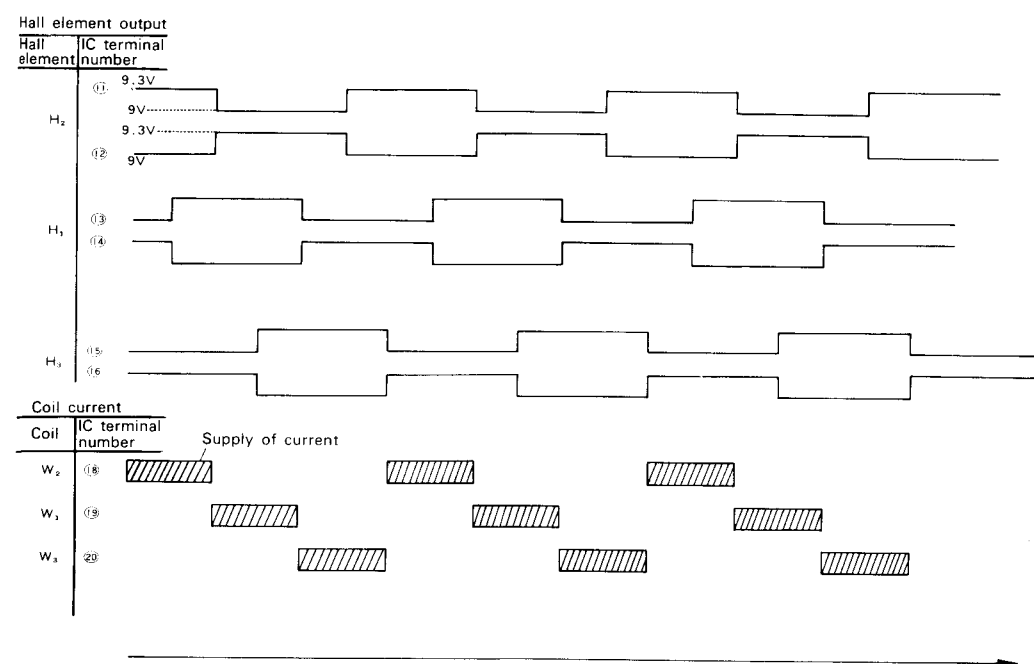 Hall element output
Hall element
IC terminal number
H₂
⑪ 9.3V
9V
9.3V
⑫ 9V
H₁
⑬
⑭
H₃
⑮
⑯
Coil current
Coil
IC terminal number
Supply of current
W₂ ⑱
W₁ ⑲
W₃ ⑳